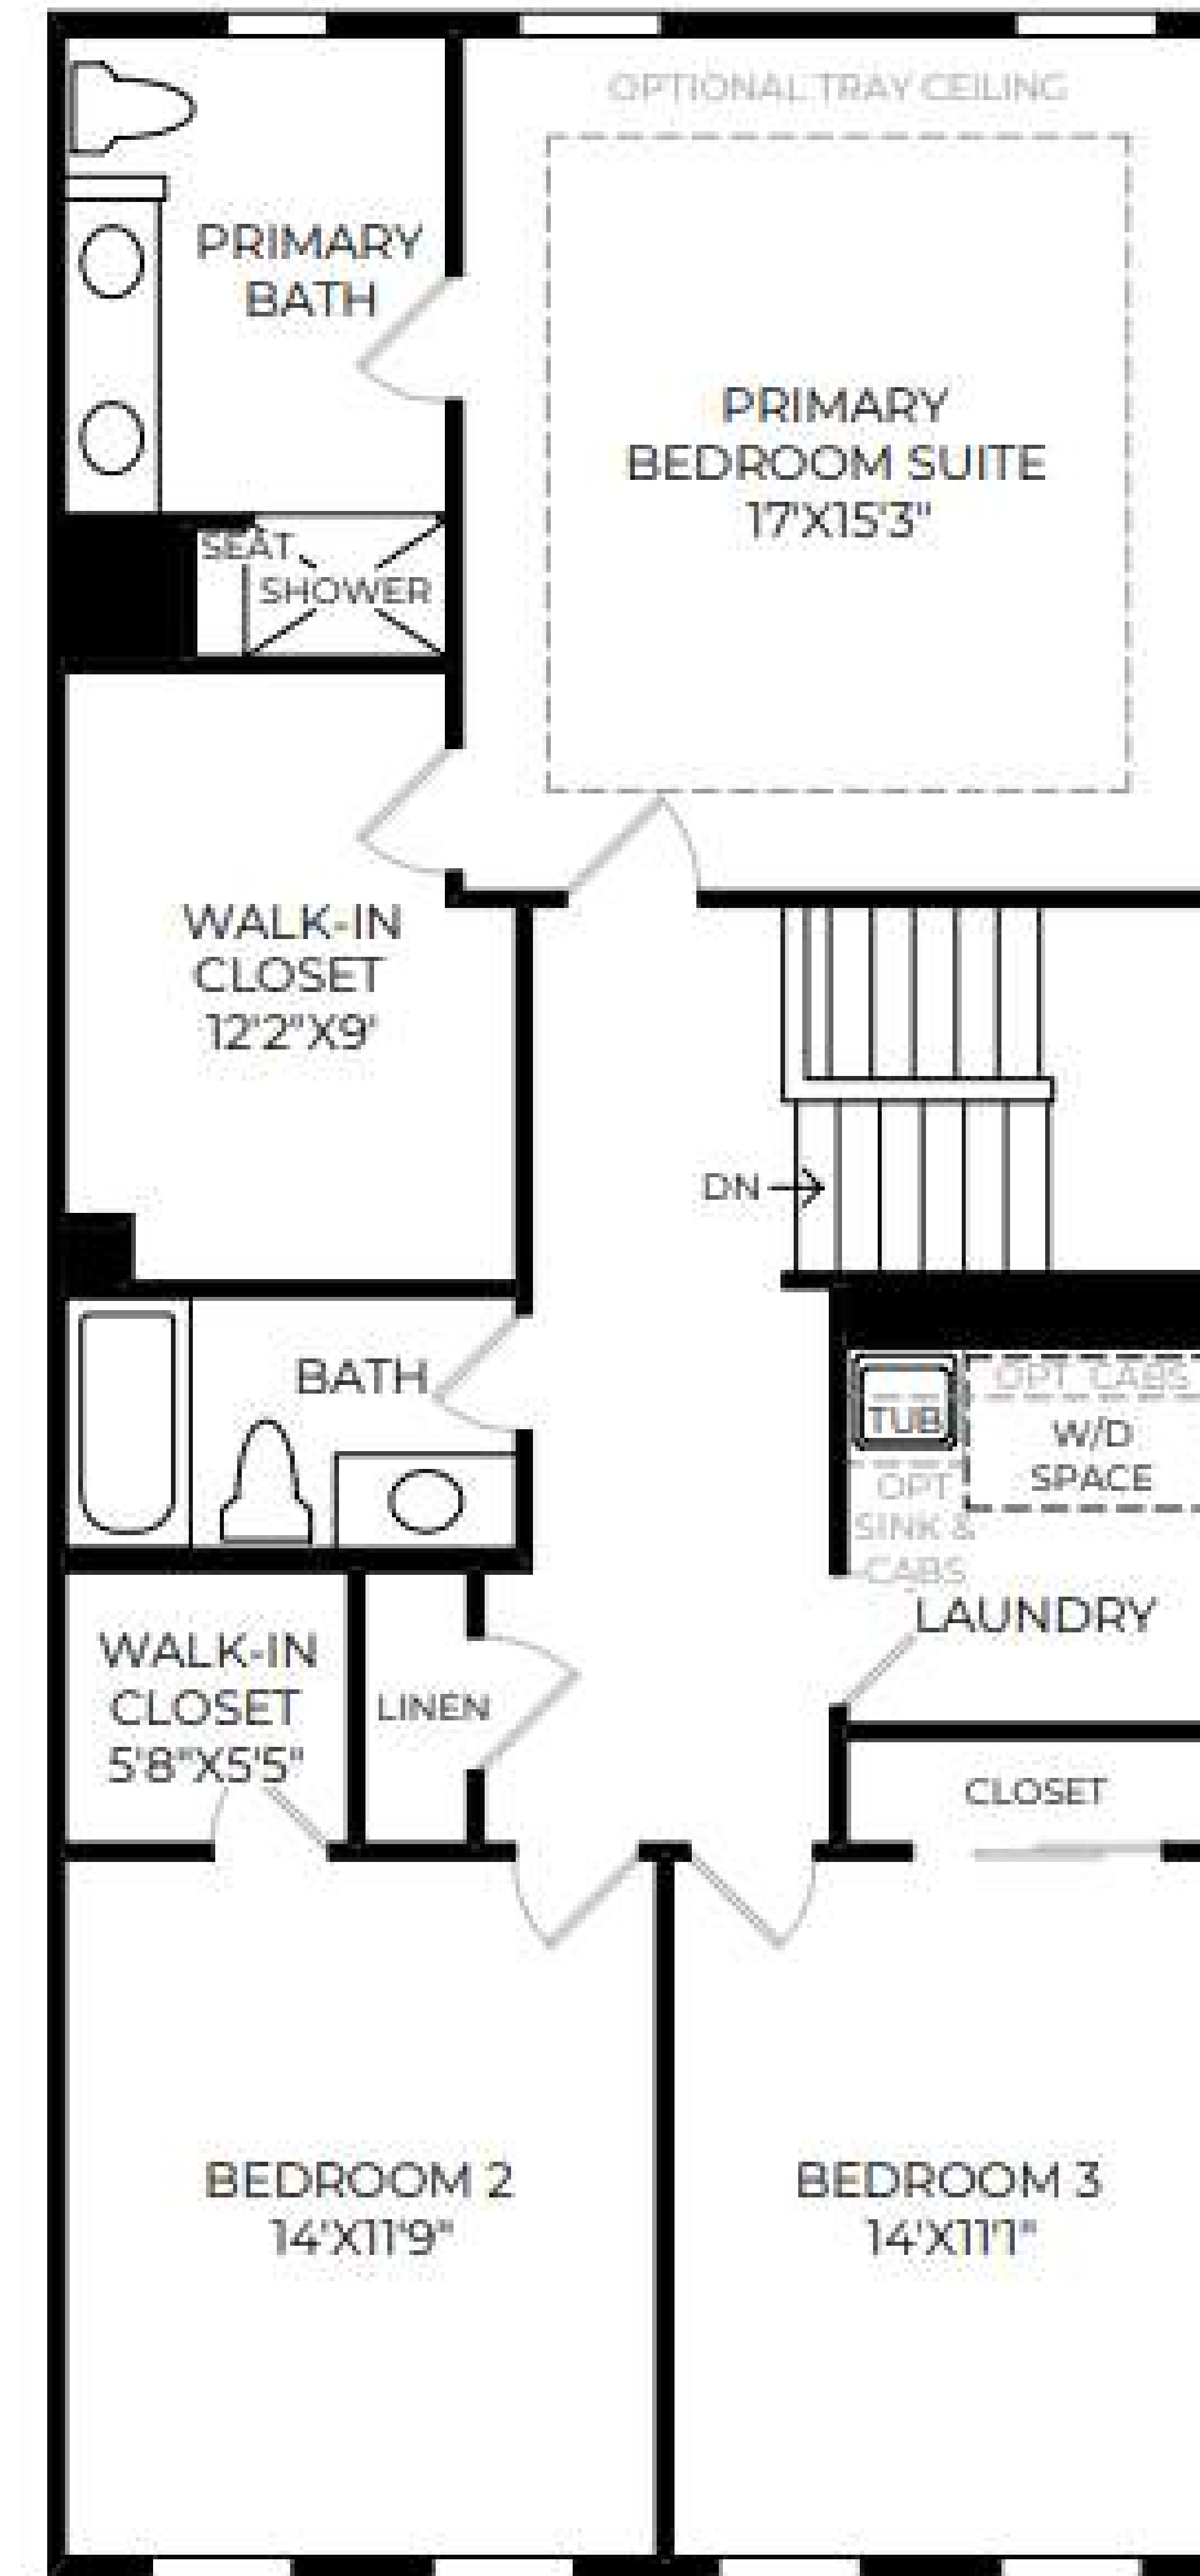 OPTIONAL TRAY CEILING
PRIMARY
BATH
PRIMARY
BEDROOM SUITE
17'X15'3"
SEAT
SHOWER
WALK-IN
CLOSET
12'2"X9'
DN
BATH
TUB
OPT CABS
W/D
SPACE
OPT
SINK &
CABS
LAUNDRY
WALK-IN
CLOSET
5'8"X5'5"
LINEN
CLOSET
BEDROOM 2
14'X11'9"
BEDROOM 3
14'X11'1"